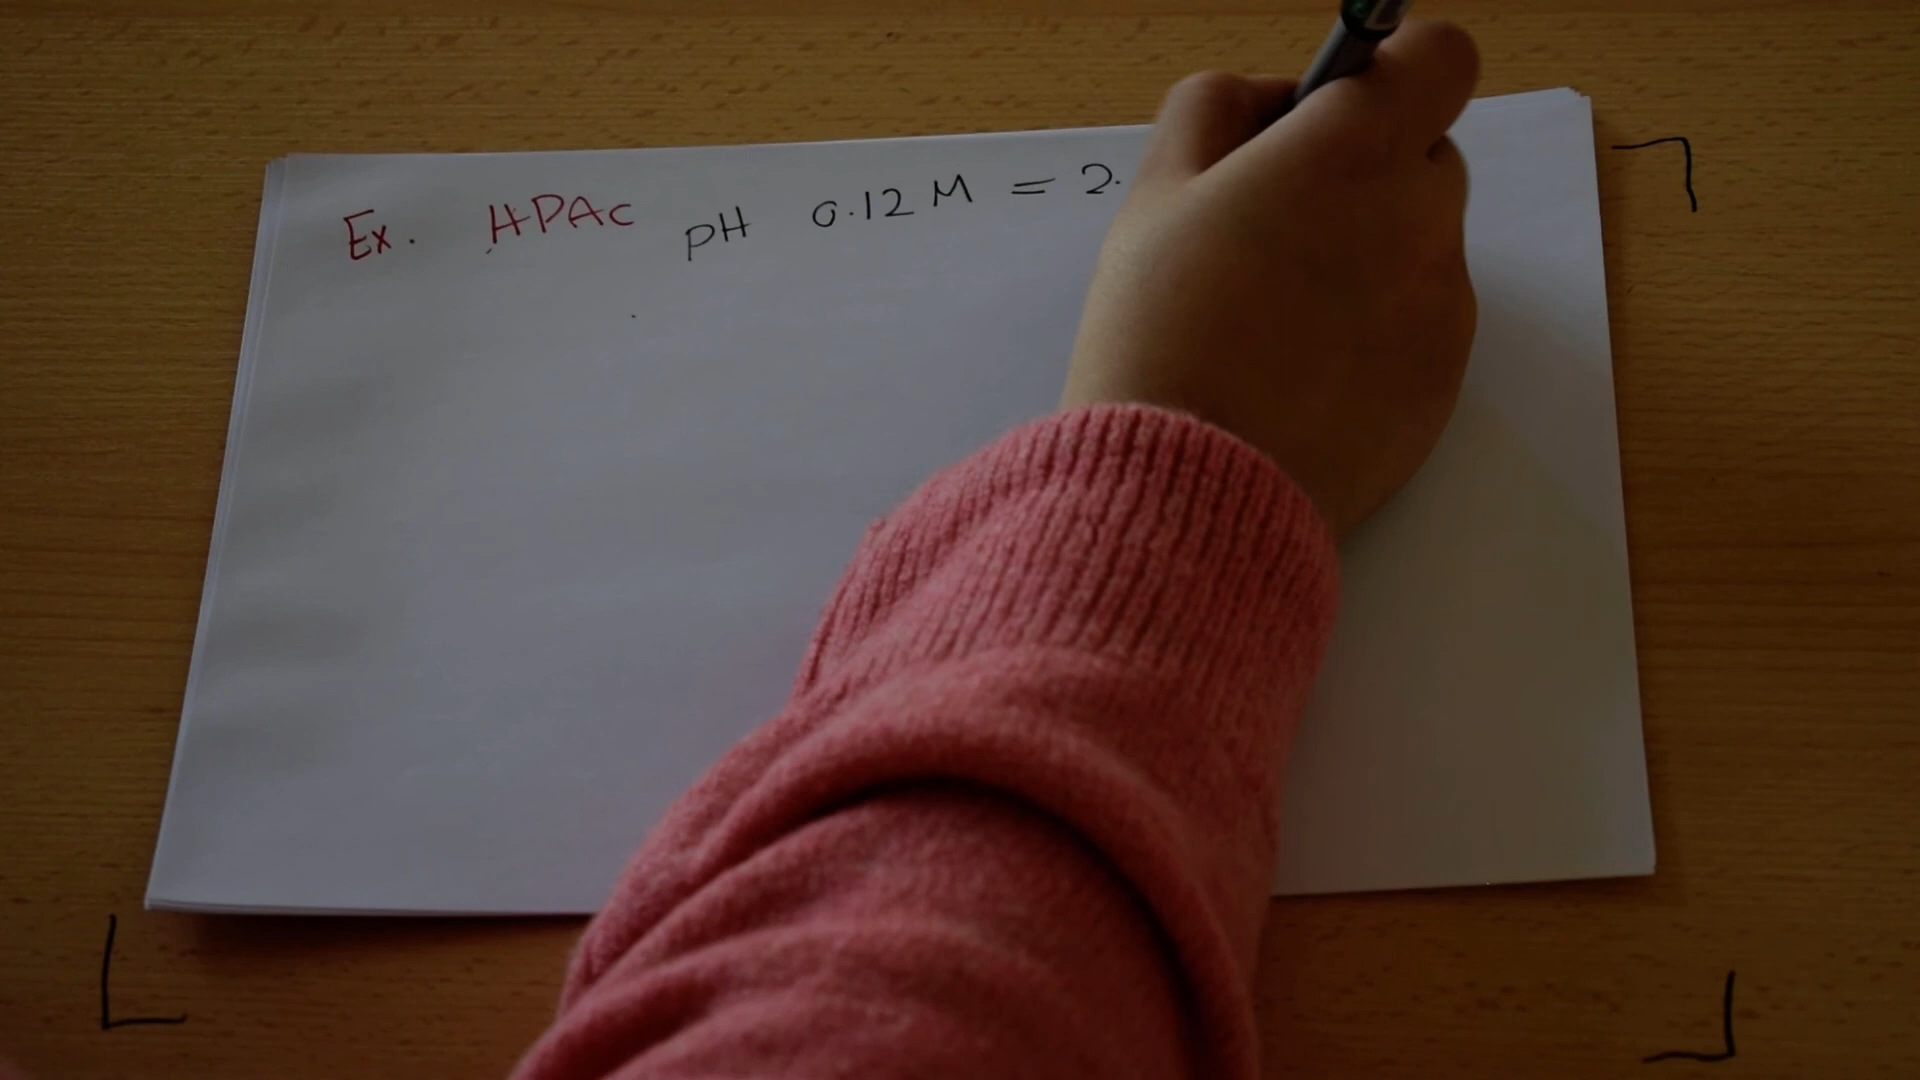 Ex. HPAc pH 0.12 M = 2.